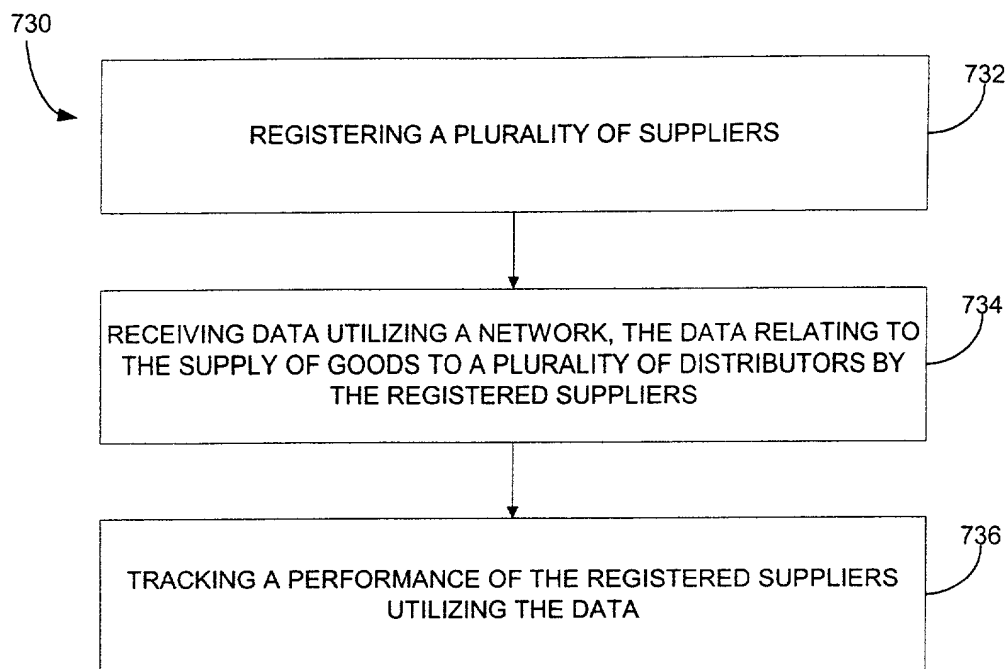 730
732
REGISTERING A PLURALITY OF SUPPLIERS
734
RECEIVING DATA UTILIZING A NETWORK, THE DATA RELATING TO
THE SUPPLY OF GOODS TO A PLURALITY OF DISTRIBUTORS BY
THE REGISTERED SUPPLIERS
736
TRACKING A PERFORMANCE OF THE REGISTERED SUPPLIERS
UTILIZING THE DATA